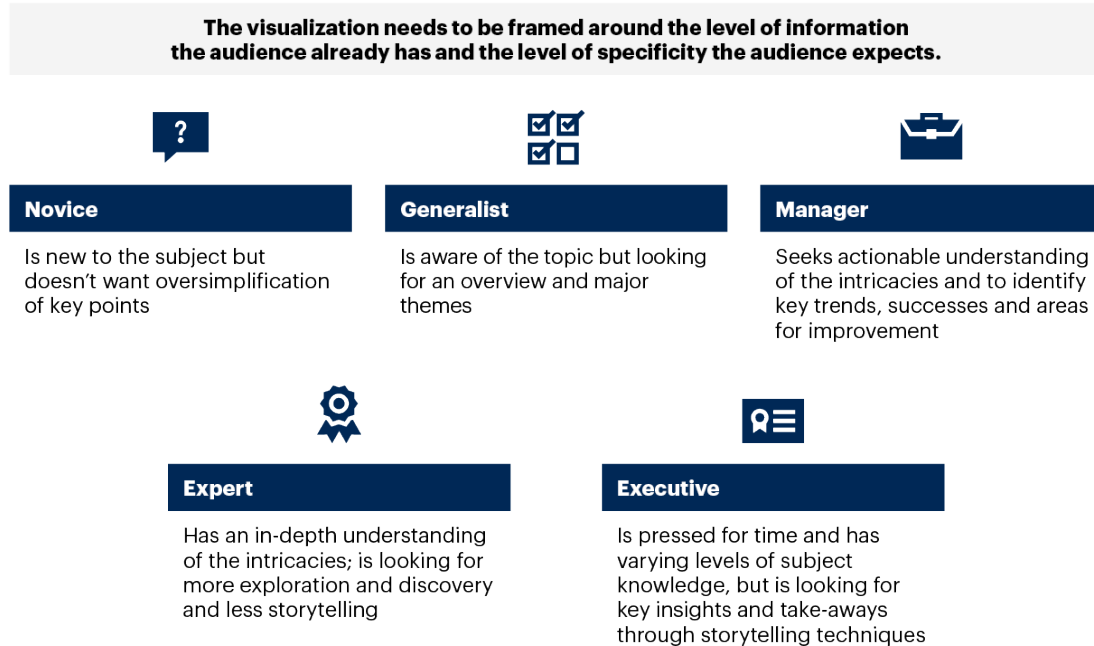 The visualization needs to be framed around the level of information
the audience already has and the level of specificity the audience expects.
?
Novice
Is new to the subject but
doesn't want oversimplification
of key points
Generalist
Is aware of the topic but looking
for an overview and major
themes
Manager
Seeks actionable understanding
of the intricacies and to identify
key trends, successes and areas
for improvement
Expert
Has an in-depth understanding
of the intricacies; is looking for
more exploration and discovery
and less storytelling
Executive
Is pressed for time and has
varying levels of subject
knowledge, but is looking for
key insights and take-aways
through storytelling techniques